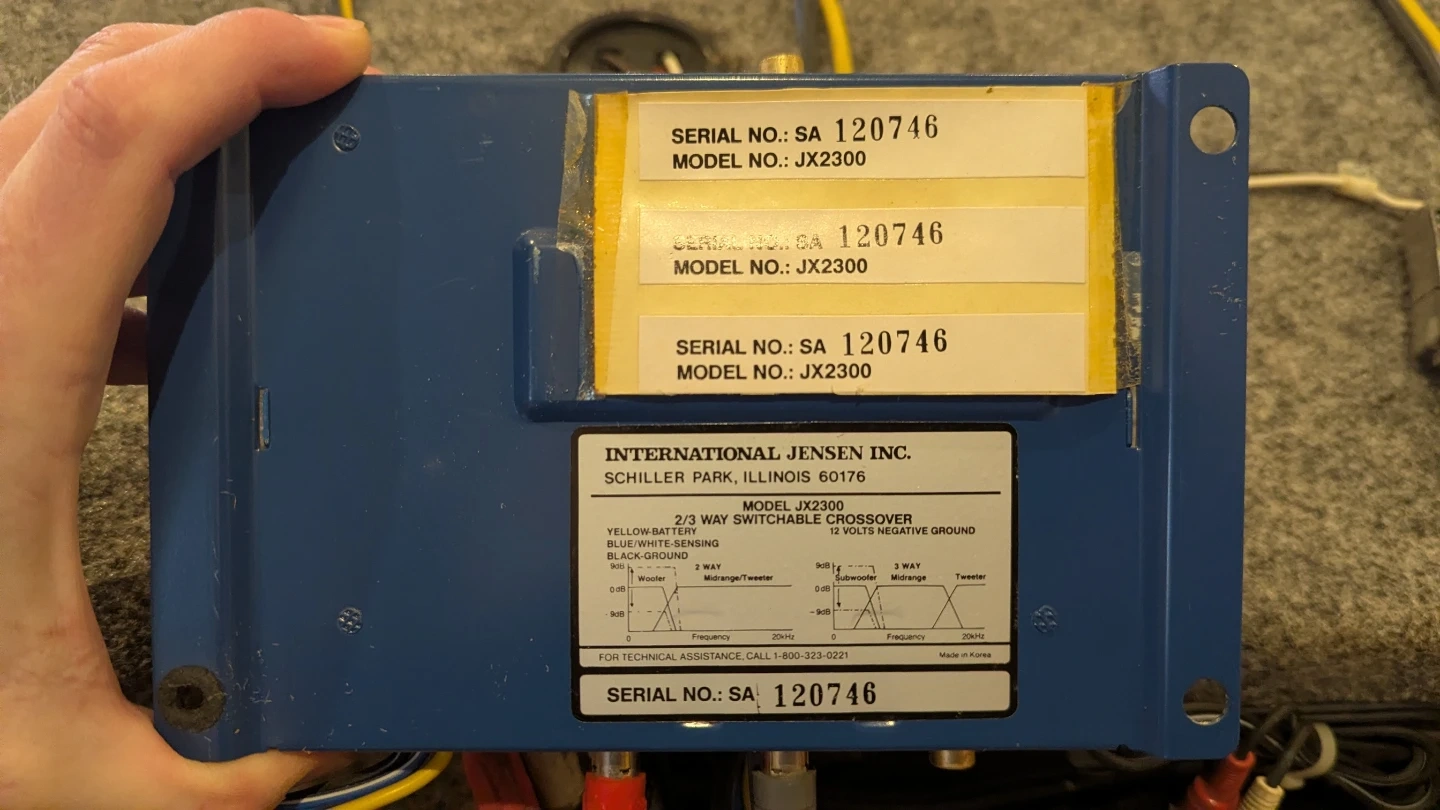 SERIAL NO.: SA 120746
MODEL NO.: JX2300
SERIAL NO.: SA 120746
MODEL NO.: JX2300
SERIAL NO.: SA 120746
MODEL NO.: JX2300
INTERNATIONAL JENSEN INC.
SCHILLER PARK, ILLINOIS 60176
MODEL JX2300
2/3 WAY SWITCHABLE CROSSOVER
YELLOW-BATTERY 12 VOLTS NEGATIVE GROUND
BLUE/WHITE-SENSING
BLACK-GROUND
9dB 2 WAY
Woofer Midrange/Tweeter
0dB
-9dB
0 Frequency 20kHz
9dB 3 WAY
Subwoofer Midrange Tweeter
0dB
-9dB
0 Frequency 20kHz
FOR TECHNICAL ASSISTANCE, CALL 1-800-323-0221 Made in Korea
SERIAL NO.: SA 120746